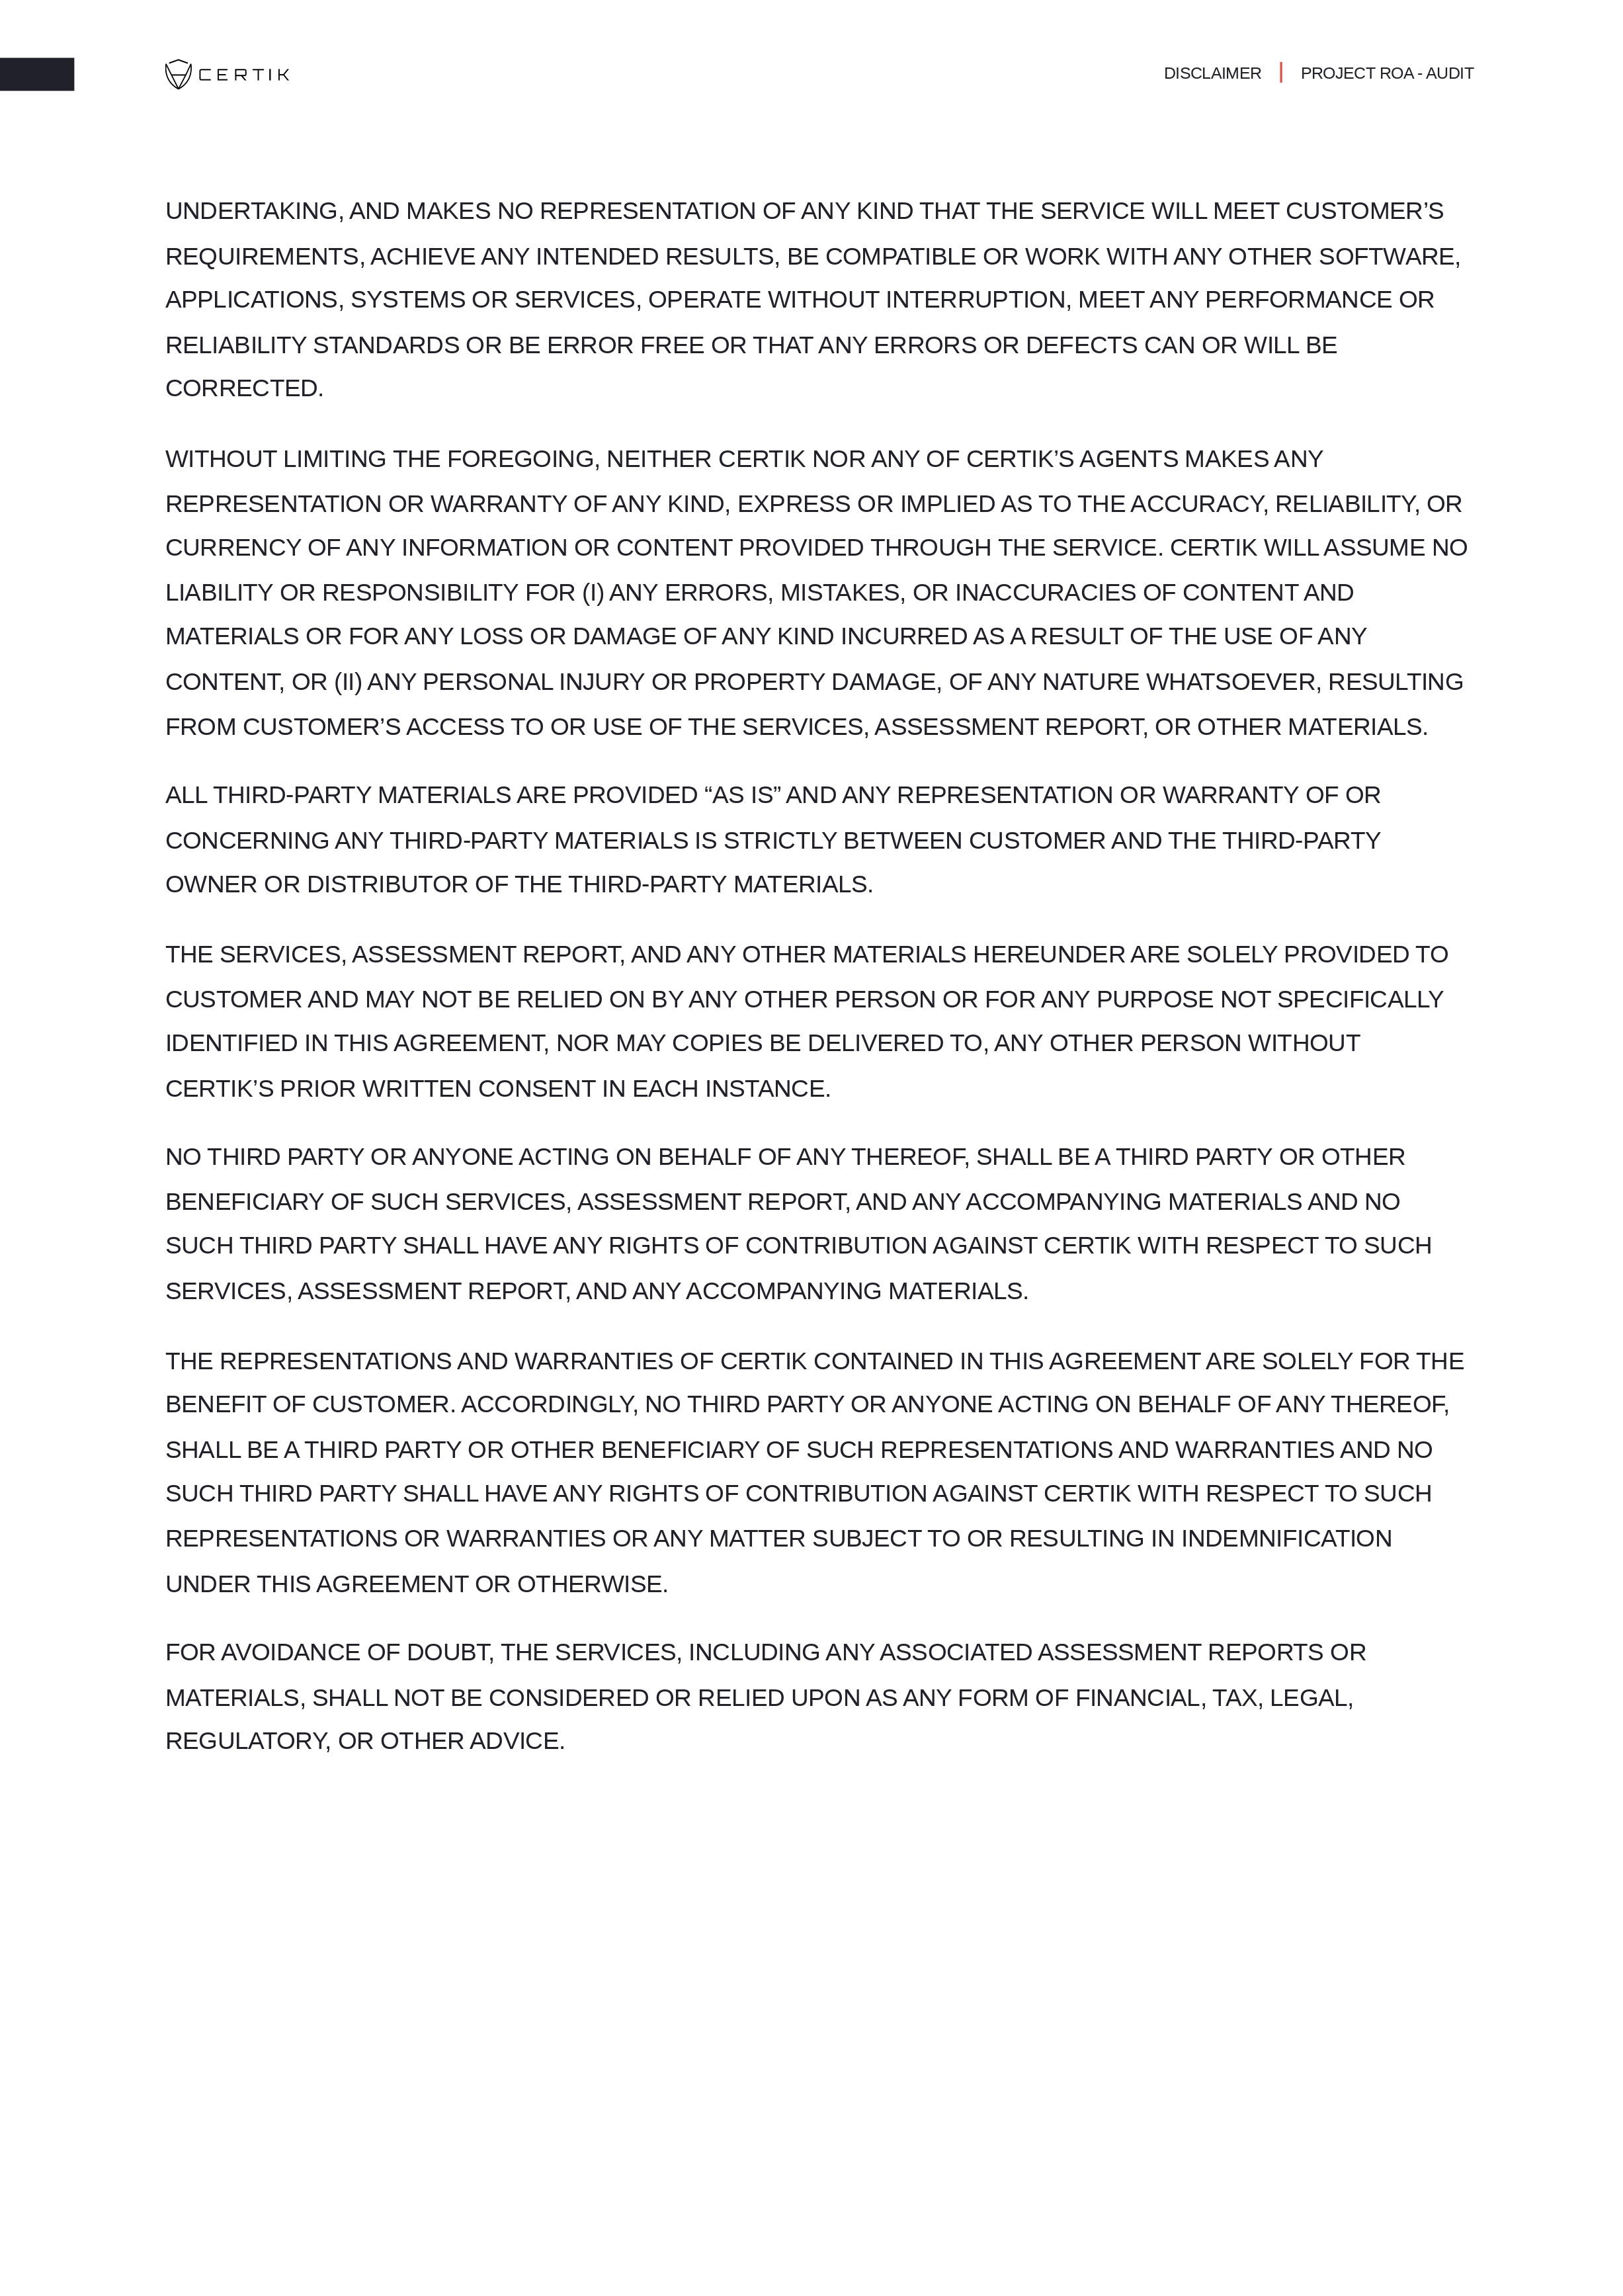 CERTIK
DISCLAIMER | PROJECT ROA - AUDIT
UNDERTAKING, AND MAKES NO REPRESENTATION OF ANY KIND THAT THE SERVICE WILL MEET CUSTOMER’S
REQUIREMENTS, ACHIEVE ANY INTENDED RESULTS, BE COMPATIBLE OR WORK WITH ANY OTHER SOFTWARE,
APPLICATIONS, SYSTEMS OR SERVICES, OPERATE WITHOUT INTERRUPTION, MEET ANY PERFORMANCE OR
RELIABILITY STANDARDS OR BE ERROR FREE OR THAT ANY ERRORS OR DEFECTS CAN OR WILL BE
CORRECTED.
WITHOUT LIMITING THE FOREGOING, NEITHER CERTIK NOR ANY OF CERTIK’S AGENTS MAKES ANY
REPRESENTATION OR WARRANTY OF ANY KIND, EXPRESS OR IMPLIED AS TO THE ACCURACY, RELIABILITY, OR
CURRENCY OF ANY INFORMATION OR CONTENT PROVIDED THROUGH THE SERVICE. CERTIK WILL ASSUME NO
LIABILITY OR RESPONSIBILITY FOR (I) ANY ERRORS, MISTAKES, OR INACCURACIES OF CONTENT AND
MATERIALS OR FOR ANY LOSS OR DAMAGE OF ANY KIND INCURRED AS A RESULT OF THE USE OF ANY
CONTENT, OR (II) ANY PERSONAL INJURY OR PROPERTY DAMAGE, OF ANY NATURE WHATSOEVER, RESULTING
FROM CUSTOMER’S ACCESS TO OR USE OF THE SERVICES, ASSESSMENT REPORT, OR OTHER MATERIALS.
ALL THIRD-PARTY MATERIALS ARE PROVIDED “AS IS” AND ANY REPRESENTATION OR WARRANTY OF OR
CONCERNING ANY THIRD-PARTY MATERIALS IS STRICTLY BETWEEN CUSTOMER AND THE THIRD-PARTY
OWNER OR DISTRIBUTOR OF THE THIRD-PARTY MATERIALS.
THE SERVICES, ASSESSMENT REPORT, AND ANY OTHER MATERIALS HEREUNDER ARE SOLELY PROVIDED TO
CUSTOMER AND MAY NOT BE RELIED ON BY ANY OTHER PERSON OR FOR ANY PURPOSE NOT SPECIFICALLY
IDENTIFIED IN THIS AGREEMENT, NOR MAY COPIES BE DELIVERED TO, ANY OTHER PERSON WITHOUT
CERTIK’S PRIOR WRITTEN CONSENT IN EACH INSTANCE.
NO THIRD PARTY OR ANYONE ACTING ON BEHALF OF ANY THEREOF, SHALL BE A THIRD PARTY OR OTHER
BENEFICIARY OF SUCH SERVICES, ASSESSMENT REPORT, AND ANY ACCOMPANYING MATERIALS AND NO
SUCH THIRD PARTY SHALL HAVE ANY RIGHTS OF CONTRIBUTION AGAINST CERTIK WITH RESPECT TO SUCH
SERVICES, ASSESSMENT REPORT, AND ANY ACCOMPANYING MATERIALS.
THE REPRESENTATIONS AND WARRANTIES OF CERTIK CONTAINED IN THIS AGREEMENT ARE SOLELY FOR THE
BENEFIT OF CUSTOMER. ACCORDINGLY, NO THIRD PARTY OR ANYONE ACTING ON BEHALF OF ANY THEREOF,
SHALL BE A THIRD PARTY OR OTHER BENEFICIARY OF SUCH REPRESENTATIONS AND WARRANTIES AND NO
SUCH THIRD PARTY SHALL HAVE ANY RIGHTS OF CONTRIBUTION AGAINST CERTIK WITH RESPECT TO SUCH
REPRESENTATIONS OR WARRANTIES OR ANY MATTER SUBJECT TO OR RESULTING IN INDEMNIFICATION
UNDER THIS AGREEMENT OR OTHERWISE.
FOR AVOIDANCE OF DOUBT, THE SERVICES, INCLUDING ANY ASSOCIATED ASSESSMENT REPORTS OR
MATERIALS, SHALL NOT BE CONSIDERED OR RELIED UPON AS ANY FORM OF FINANCIAL, TAX, LEGAL,
REGULATORY, OR OTHER ADVICE.